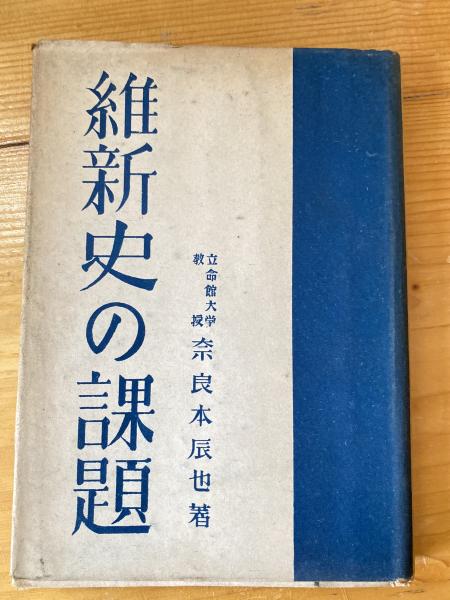 維新史の課題
立命館大学
教授
奈良本辰也著